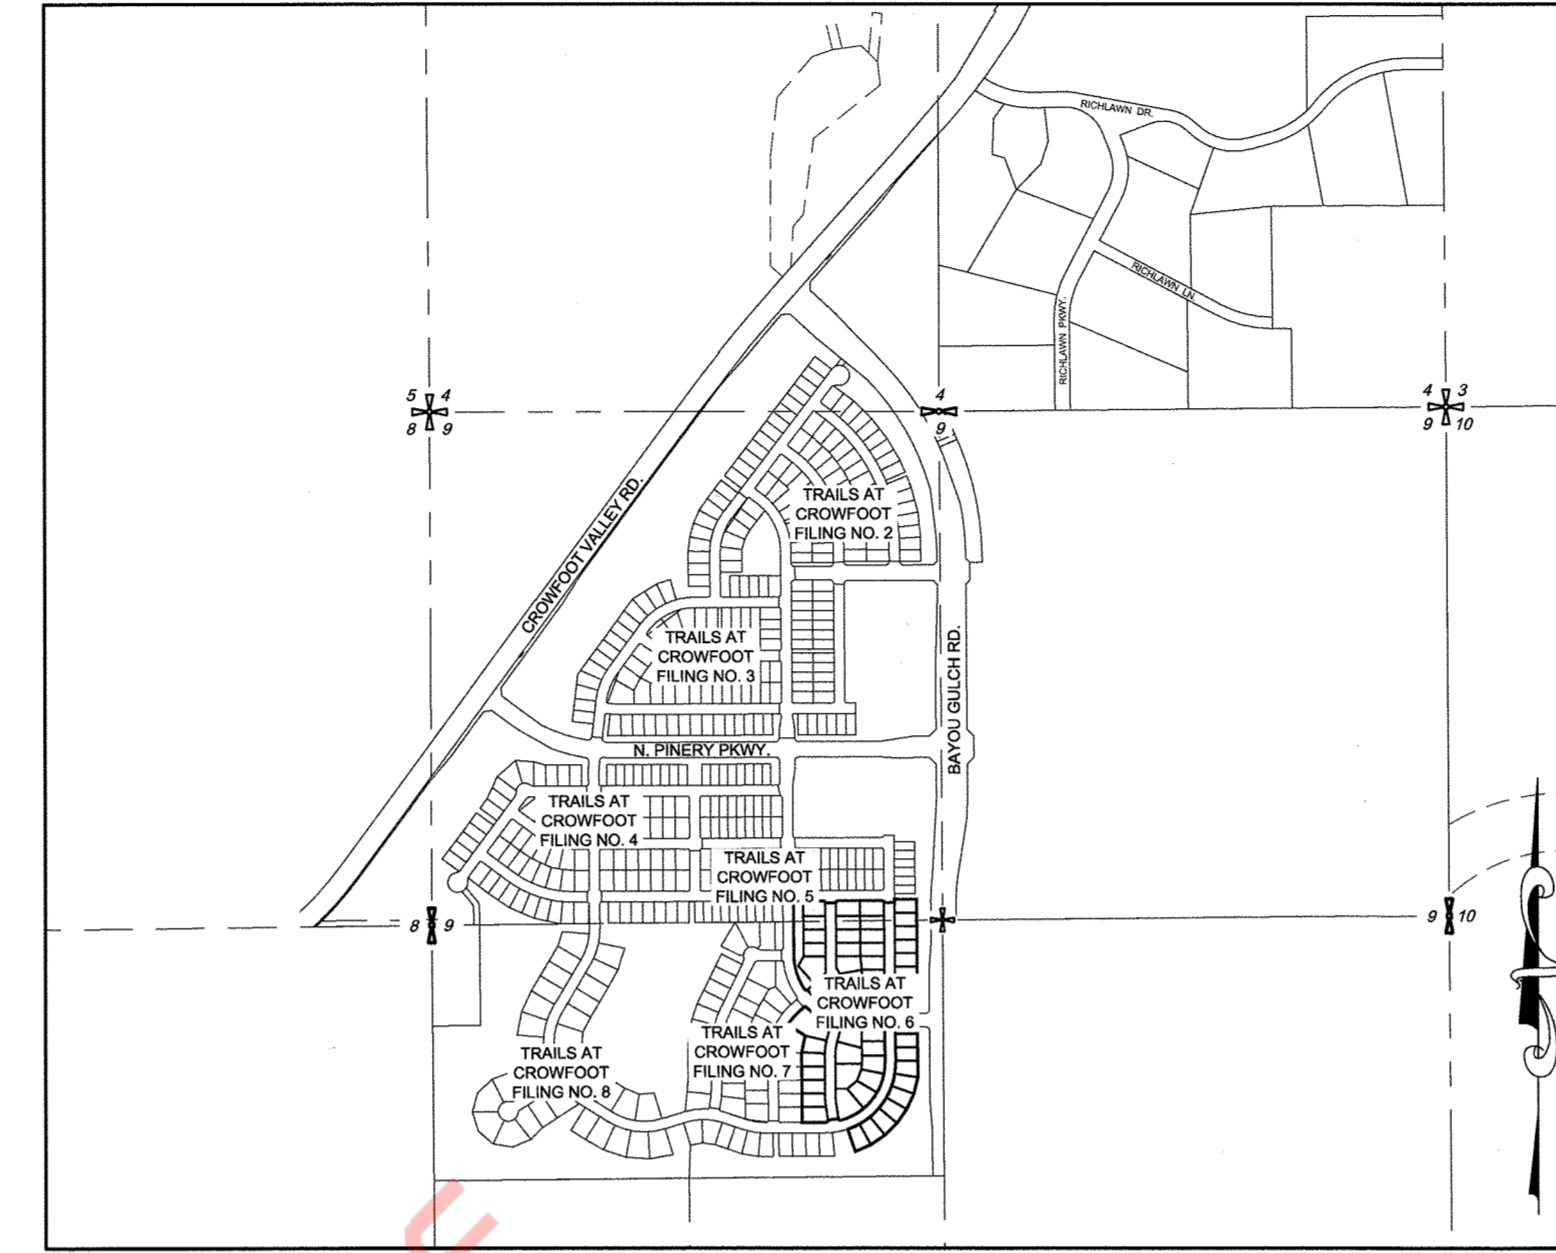 RICHLAWN DR.
RICHLAWN LN.
RICHLAWN PKWY.
5 4
8 9
4
9
4 3
9 10
CROWFOOT VALLEY RD.
TRAILS AT
CROWFOOT
FILING NO. 2
TRAILS AT
CROWFOOT
FILING NO. 3
BAYOU GULCH RD.
N. PINERY PKWY.
TRAILS AT
CROWFOOT
FILING NO. 4
TRAILS AT
CROWFOOT
FILING NO. 5
8 9
9 10
TRAILS AT
CROWFOOT
FILING NO. 6
TRAILS AT
CROWFOOT
FILING NO. 7
TRAILS AT
CROWFOOT
FILING NO. 8